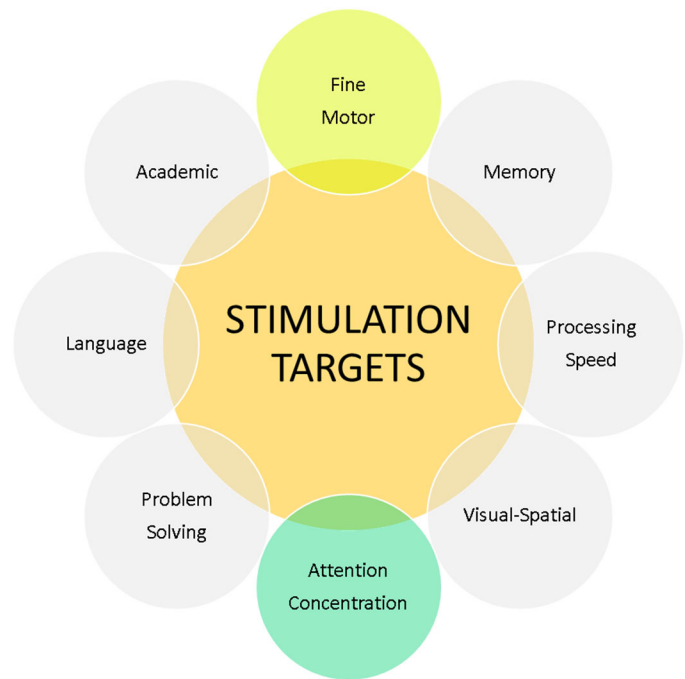 Fine
Motor
Academic
Memory
STIMULATION
TARGETS
Language
Processing
Speed
Problem
Solving
Visual-Spatial
Attention
Concentration